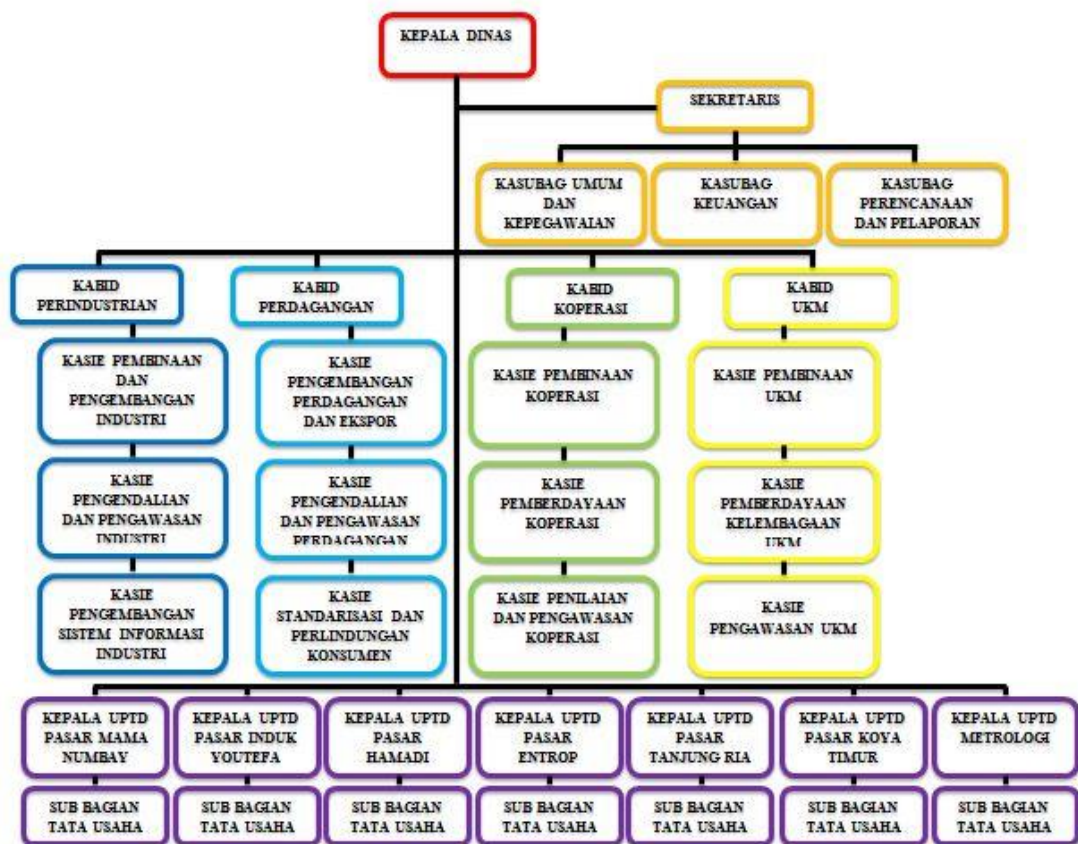 KEPALA DINAS
SEKRETARIS
KASUBAG UMUM
DAN
KEPEGAWAIAN
KASUBAG
KEUANGAN
KASUBAG
PERENCANAAN
DAN PELAPORAN
KABID
PERINDUSTRIAN
KABID
PERDAGANGAN
KABID
KOPERASI
KABID
UKM
KASIE PEMBINAAN
DAN
PENGEMBANGAN
INDUSTRI
KASIE
PENGEMBANGAN
PERDAGANGAN
DAN EKSPOR
KASIE PEMBINAAN
KOPERASI
KASIE PEMBINAAN
UKM
KASIE
PENGENDALIAN
DAN PENGAWASAN
INDUSTRI
KASIE
PENGENDALIAN
DAN PENGAWASAN
PERDAGANGAN
KASIE
PEMBERDAYAAN
KOPERASI
KASIE
PEMBERDAYAAN
KELEMBAGAAN
UKM
KASIE
PENGEMBANGAN
SISTEM INFORMASI
INDUSTRI
KASIE
STANDARISASI DAN
PERLINDUNGAN
KONSUMEN
KASIE PENILAIAN
DAN PENGAWASAN
KOPERASI
KASIE
PENGAWASAN UKM
KEPALA UPTD
PASAR MAMA
NUMBAY
KEPALA UPTD
PASAR INDUK
YOUTEFA
KEPALA UPTD
PASAR
HAMADI
KEPALA UPTD
PASAR
ENTROP
KEPALA UPTD
PASAR
TANJUNG RIA
KEPALA UPTD
PASAR KOYA
TIMUR
KEPALA UPTD
METROLOGI
SUB BAGIAN
TATA USAHA
SUB BAGIAN
TATA USAHA
SUB BAGIAN
TATA USAHA
SUB BAGIAN
TATA USAHA
SUB BAGIAN
TATA USAHA
SUB BAGIAN
TATA USAHA
SUB BAGIAN
TATA USAHA